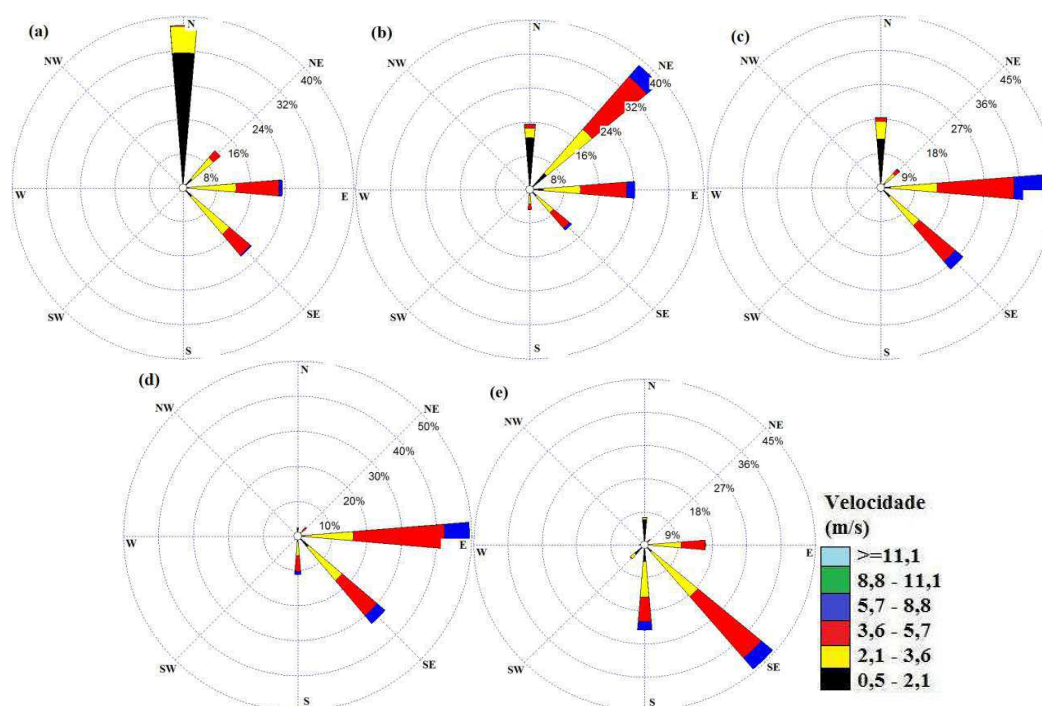 (a)
N
NW
NE
40%
32%
24%
16%
8%
W
E
SW
SE
S
(b)
N
NW
NE
40%
32%
24%
16%
8%
W
E
SW
SE
S
(c)
N
NW
NE
45%
36%
27%
18%
9%
W
E
SW
SE
S
(d)
N
NW
NE
50%
40%
30%
20%
10%
W
E
SW
SE
S
(e)
N
NW
NE
45%
36%
27%
18%
9%
W
E
SW
SE
S
Velocidade
(m/s)
>=11,1
8,8 - 11,1
5,7 - 8,8
3,6 - 5,7
2,1 - 3,6
0,5 - 2,1